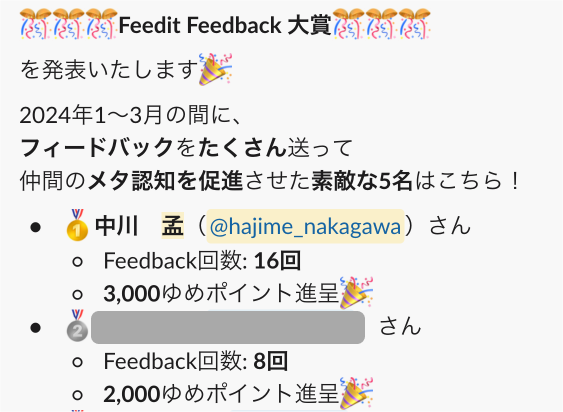 Feedit Feedback 大賞
を発表いたします
2024年1〜3月の間に、
フィードバックをたくさん送って
仲間のメタ認知を促進させた素敵な5名はこちら！
中川　孟（@hajime_nakagawa）さん
Feedback回数: 16回
3,000ゆめポイント進呈
2 さん
Feedback回数: 8回
2,000ゆめポイント進呈